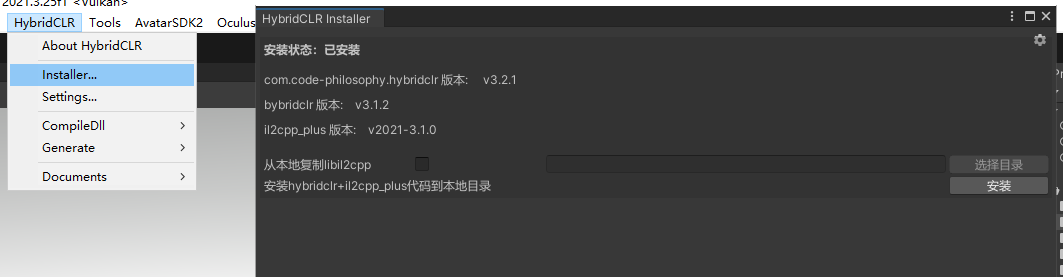 2021.3.25f1 <Vulkan>
HybridCLR Tools AvatarSDK2 Oculus
About HybridCLR
Installer...
Settings...
CompileDll
Generate
Documents
HybridCLR Installer
安装状态：已安装
com.code-philosophy.hybridclr 版本： v3.2.1
bybridclr 版本： v3.1.2
il2cpp_plus 版本： v2021-3.1.0
从本地复制libil2cpp 选择目录
安装hybridclr+il2cpp_plus代码到本地目录 安装